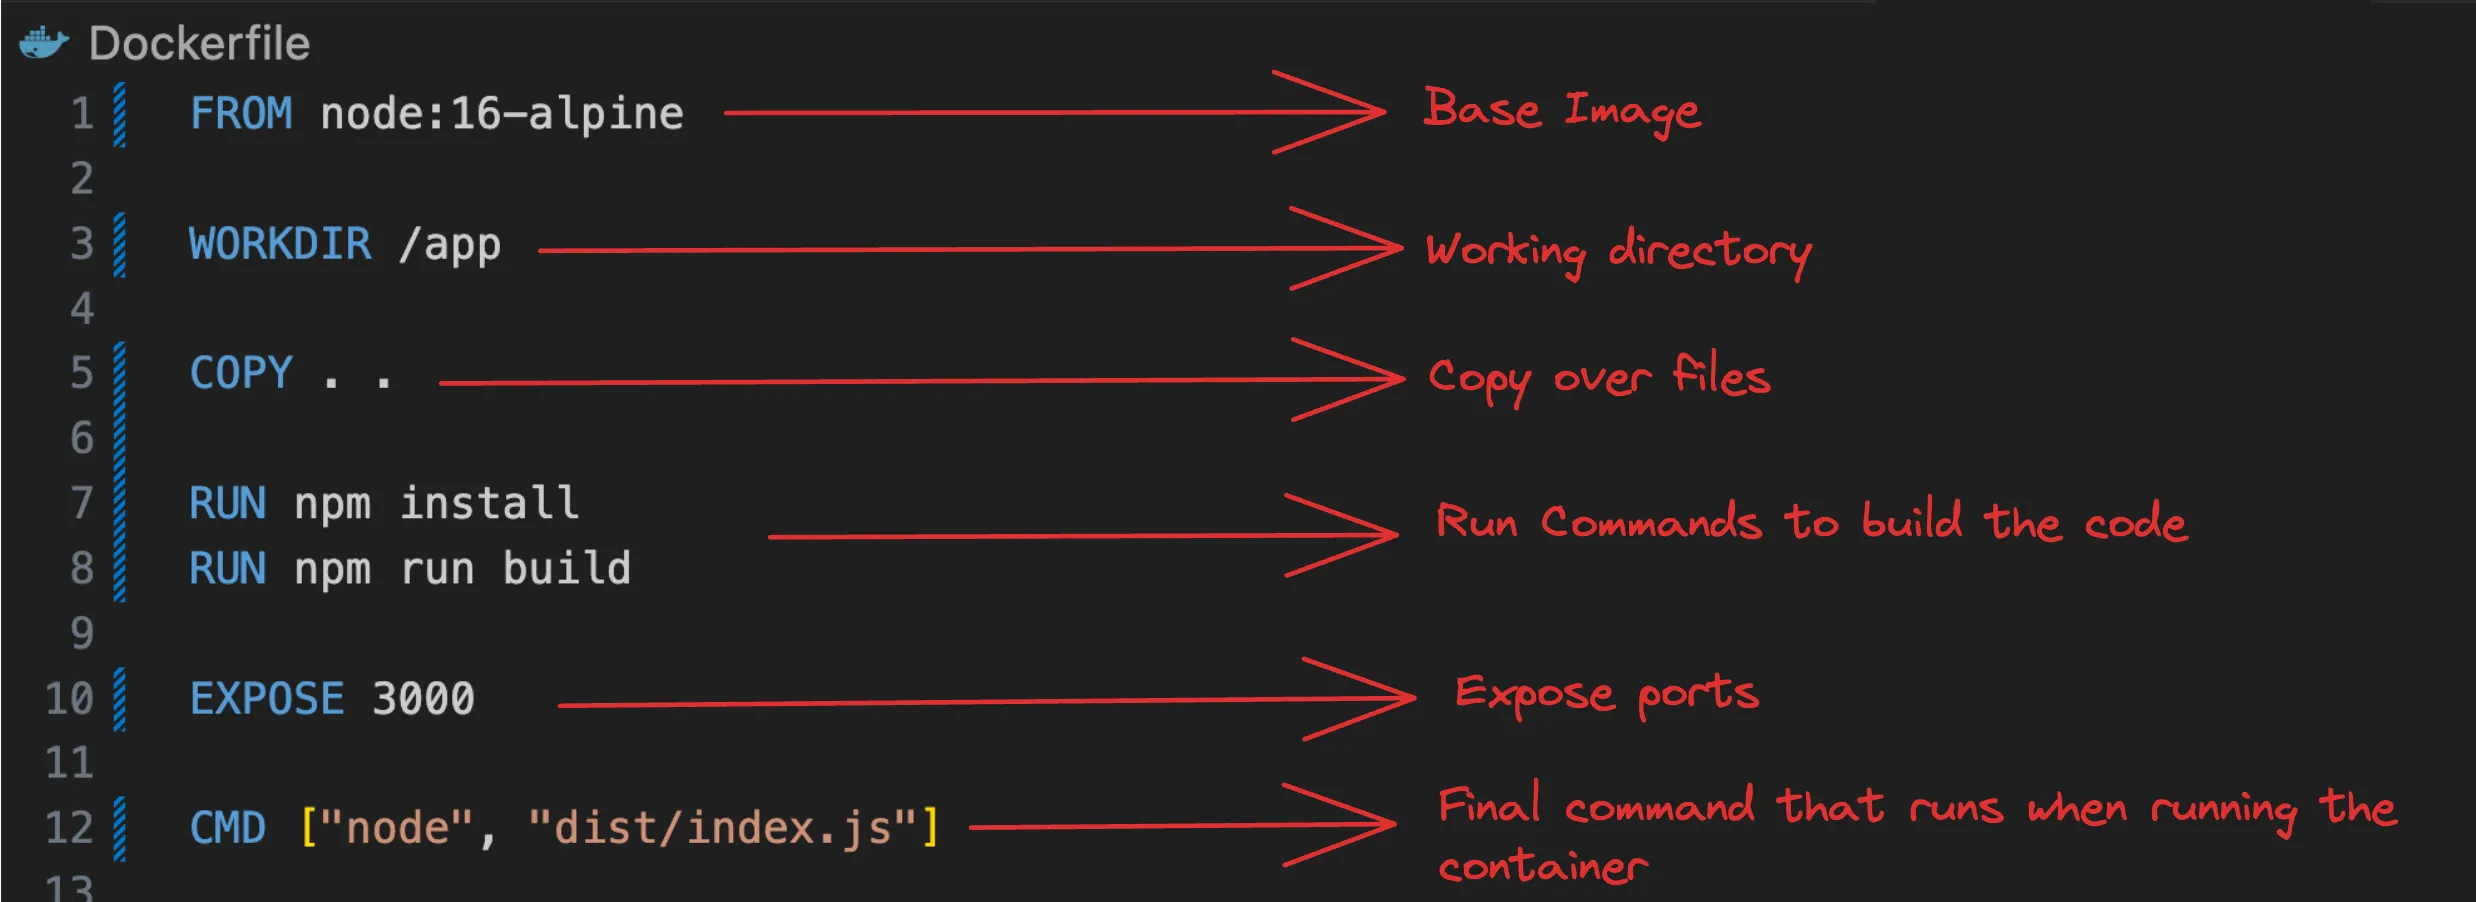 Dockerfile
1 FROM node:16-alpine Base Image
2
3 WORKDIR /app Working directory
4
5 COPY . . Copy over files
6
7 RUN npm install
Run Commands to build the code
8 RUN npm run build
9
10 EXPOSE 3000 Expose ports
11
12 CMD ["node", "dist/index.js"] Final command that runs when running the
container
13